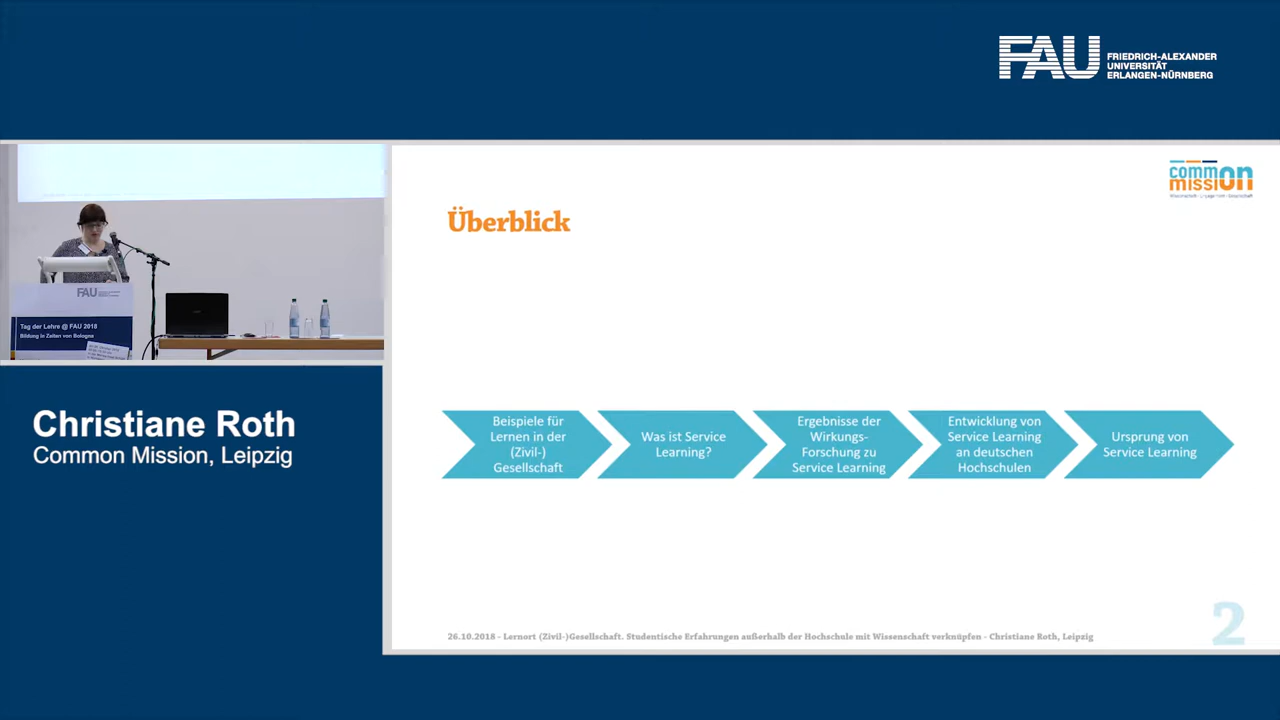 FAU
FRIEDRICH-ALEXANDER
UNIVERSITÄT
ERLANGEN-NÜRNBERG
common
mission
Überblick
FAU
Tag der Lehre @ FAU 2018
Bildung in Zeiten von Bologna
Christiane Roth
Common Mission, Leipzig
Beispiele für
Lernen in der
(Zivil-)
Gesellschaft
Was ist Service
Learning?
Ergebnisse der
Wirkungs-
Forschung zu
Service Learning
Entwicklung von
Service Learning
an deutschen
Hochschulen
Ursprung von
Service Learning
26.10.2018 - Lernort (Zivil-)Gesellschaft. Studentische Erfahrungen außerhalb der Hochschule mit Wissenschaft verknüpfen - Christiane Roth, Leipzig
2